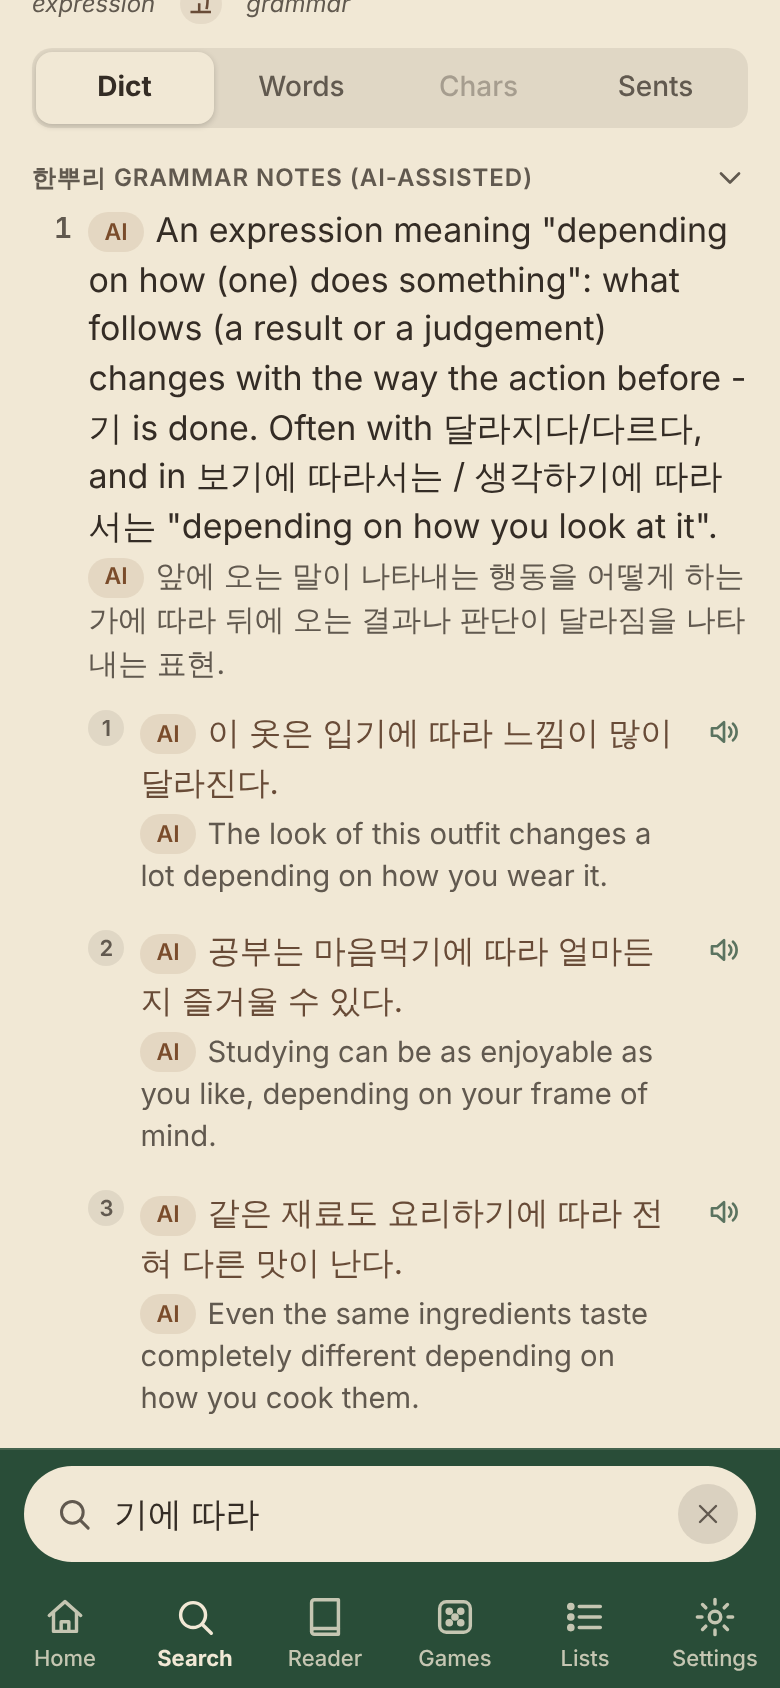 expression 고 grammar
Dict Words Chars Sents
한뿌리 GRAMMAR NOTES (AI-ASSISTED)
1 AI An expression meaning "depending
on how (one) does something": what
follows (a result or a judgement)
changes with the way the action before -
기 is done. Often with 달라지다/다르다,
and in 보기에 따라서는 / 생각하기에 따라
서는 "depending on how you look at it".
AI 앞에 오는 말이 나타내는 행동을 어떻게 하는
가에 따라 뒤에 오는 결과나 판단이 달라짐을 나타
내는 표현.
1 AI 이 옷은 입기에 따라 느낌이 많이
달라진다.
AI The look of this outfit changes a
lot depending on how you wear it.
2 AI 공부는 마음먹기에 따라 얼마든
지 즐거울 수 있다.
AI Studying can be as enjoyable as
you like, depending on your frame of
mind.
3 AI 같은 재료도 요리하기에 따라 전
혀 다른 맛이 난다.
AI Even the same ingredients taste
completely different depending on
how you cook them.
기에 따라
Home Search Reader Games Lists Settings